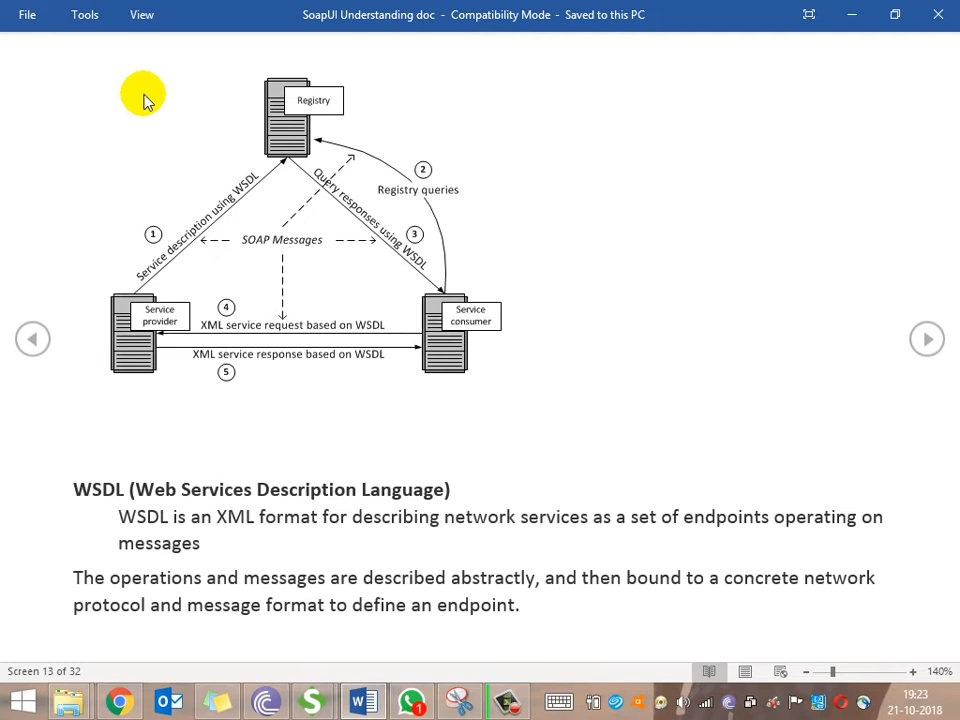 File Tools View SoapUI Understanding doc - Compatibility Mode - Saved to this PC
Registry
2
Registry queries
Service description using WSDL
Query responses using WSDL
1
SOAP Messages
3
Service
provider
Service
consumer
4
XML service request based on WSDL
XML service response based on WSDL
5
WSDL (Web Services Description Language)
WSDL is an XML format for describing network services as a set of endpoints operating on
messages
The operations and messages are described abstractly, and then bound to a concrete network
protocol and message format to define an endpoint.
Screen 13 of 32
140%
19:23
21-10-2018